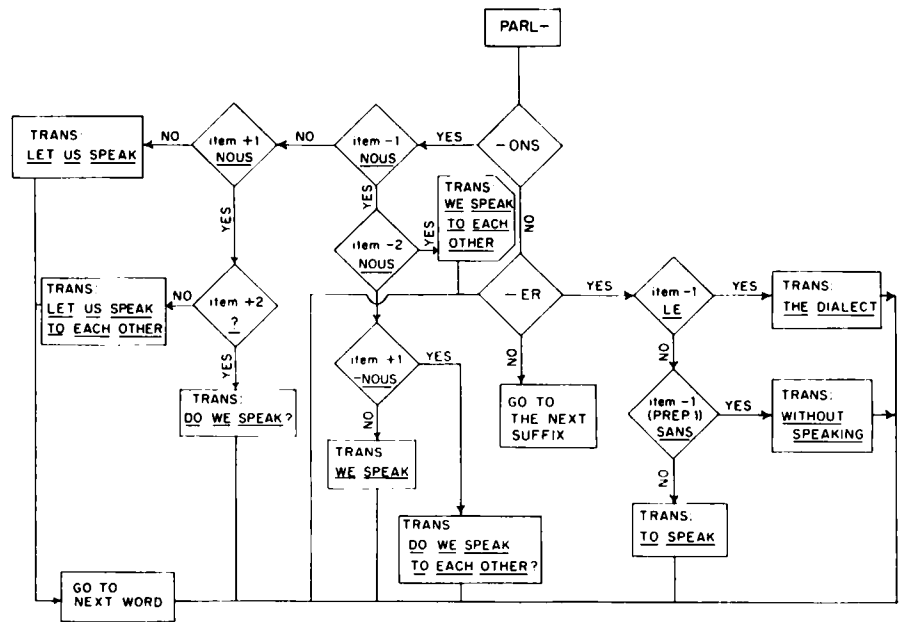 PARL-
- ONS
YES
item -1
NOUS
NO
item +1
NOUS
NO
TRANS:
LET US SPEAK
YES
YES
NO
item -2
NOUS
YES
TRANS
WE SPEAK
TO EACH
OTHER
item +2
?
NO
TRANS:
LET US SPEAK
TO EACH OTHER
YES
TRANS:
DO WE SPEAK?
item +1
-NOUS
YES
NO
TRANS
WE SPEAK
TRANS
DO WE SPEAK
TO EACH OTHER?
- ER
YES
item -1
LE
YES
TRANS:
THE DIALECT
NO
GO TO
THE NEXT
SUFFIX
NO
item -1
(PREP 1)
SANS
YES
TRANS:
WITHOUT
SPEAKING
NO
TRANS:
TO SPEAK
GO TO
NEXT WORD